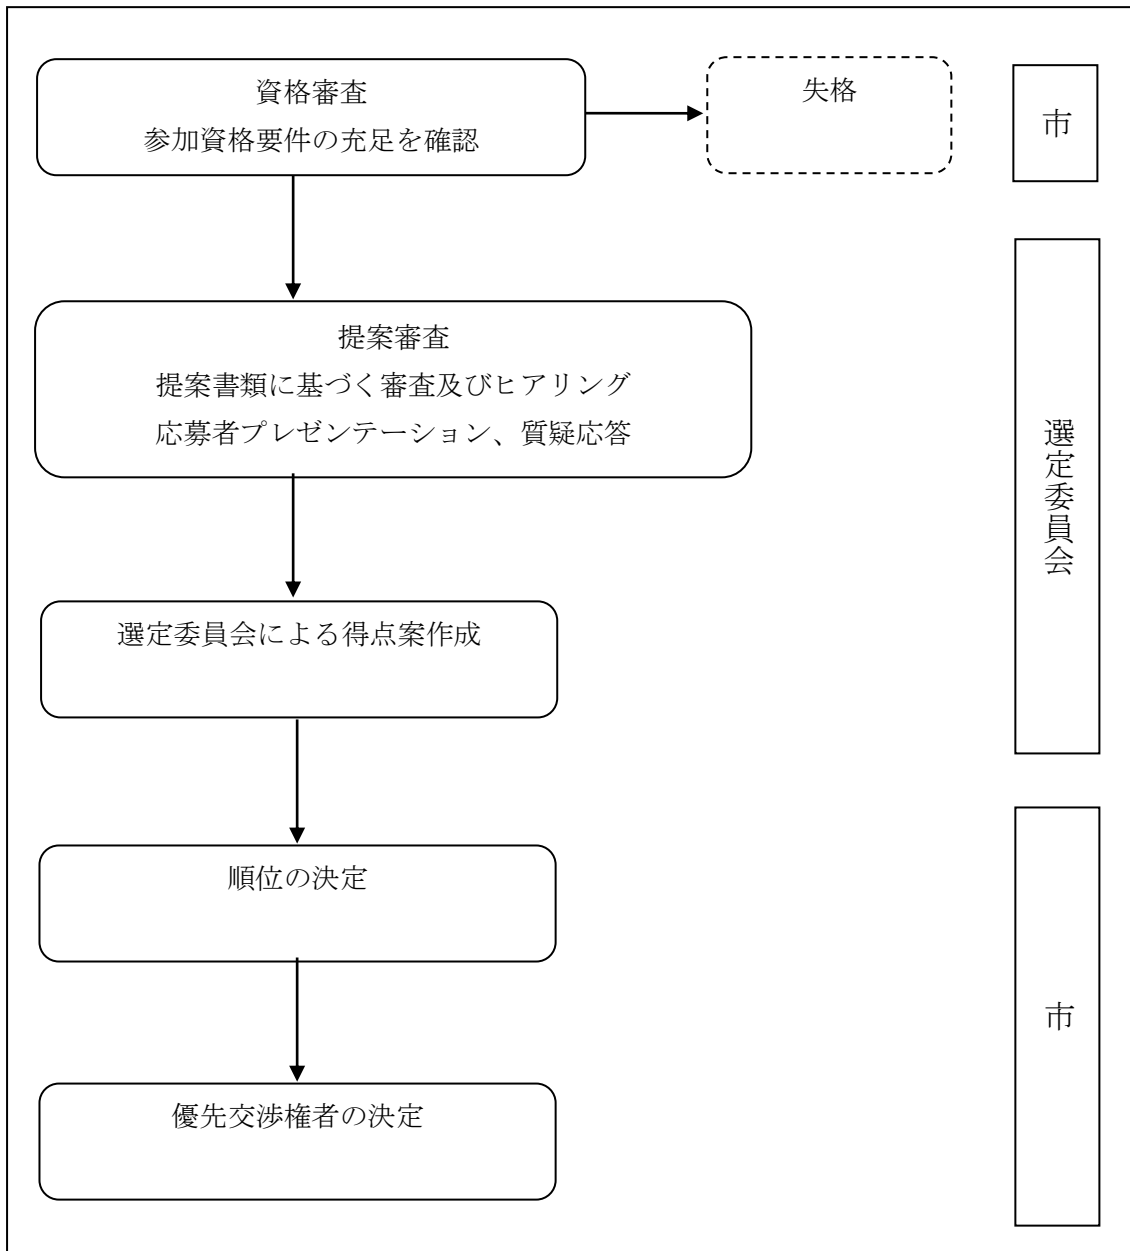 資格審査
参加資格要件の充足を確認
失格
市
提案審査
提案書類に基づく審査及びヒアリング
応募者プレゼンテーション、質疑応答
選定委員会
選定委員会による得点案作成
順位の決定
市
優先交渉権者の決定